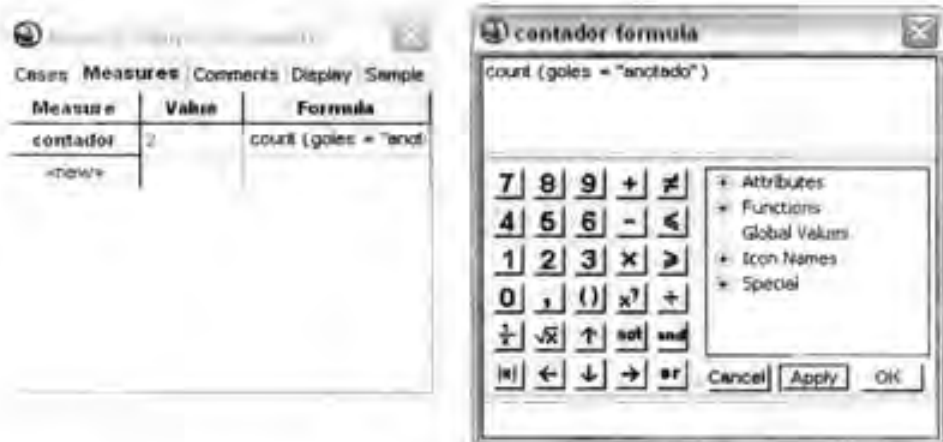 Cases Measures Comments Display Sample
Measure Value Formula
contador 2 count (goles = "anot
<new>
contador formula
count (goles = "anotado")
7 8 9 + ≠
4 5 6 - ≤
1 2 3 × ≥
0 , () xʸ ÷
√x ↑ not and
|x| ← ↓ → or
+ Attributes
+ Functions
Global Values
+ Icon Names
+ Special
Cancel Apply OK